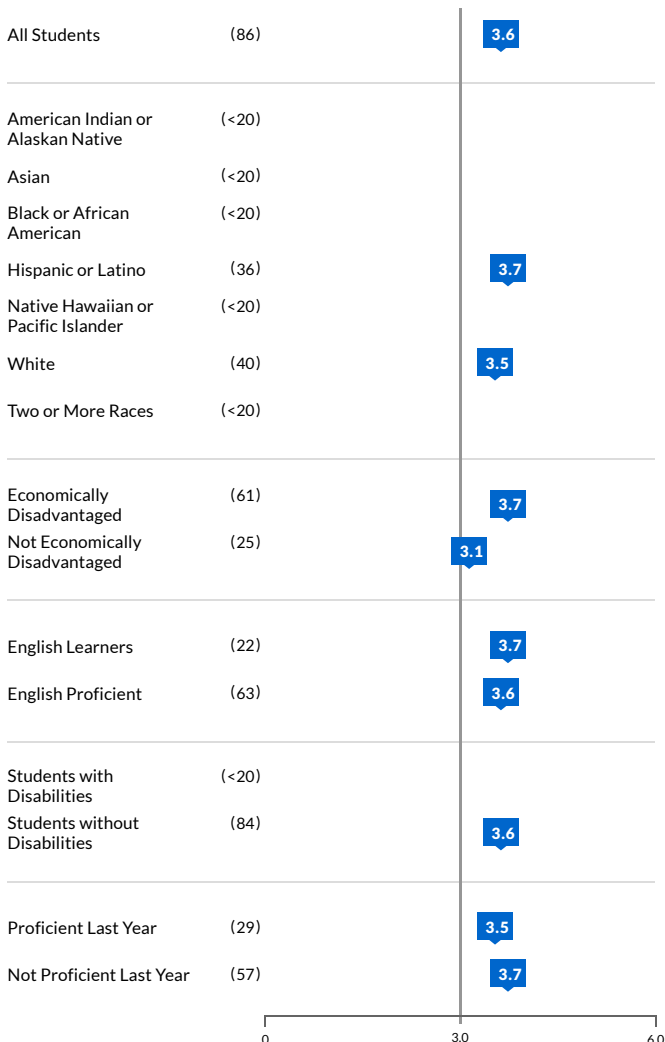 All Students (86) 3.6
American Indian or (<20)
Alaskan Native
Asian (<20)
Black or African (<20)
American
Hispanic or Latino (36) 3.7
Native Hawaiian or (<20)
Pacific Islander
White (40) 3.5
Two or More Races (<20)
Economically (61) 3.7
Disadvantaged
Not Economically (25) 3.1
Disadvantaged
English Learners (22) 3.7
English Proficient (63) 3.6
Students with (<20)
Disabilities
Students without (84) 3.6
Disabilities
Proficient Last Year (29) 3.5
Not Proficient Last Year (57) 3.7
0 3.0 6.0